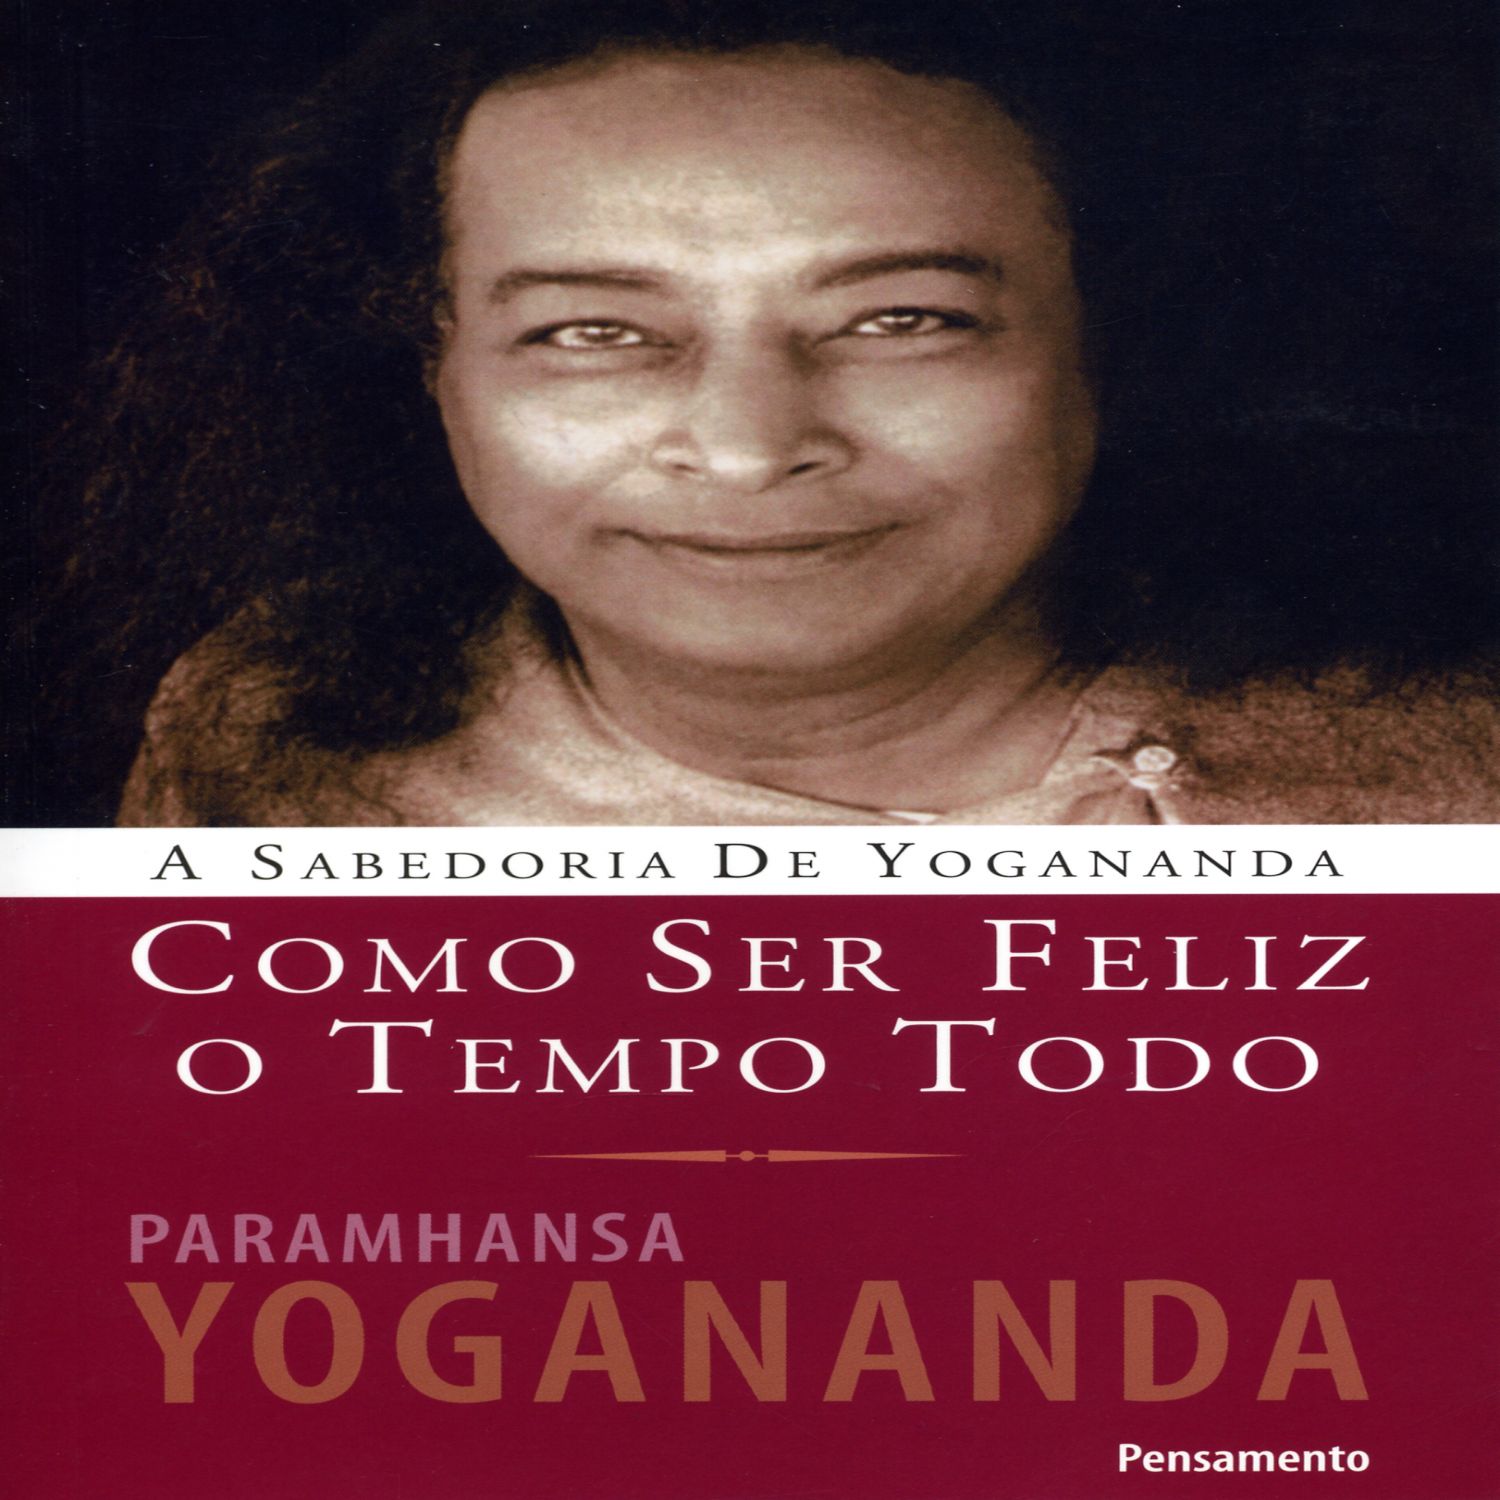 A SABEDORIA DE YOGANANDA
COMO SER FELIZ
O TEMPO TODO
PARAMHANSA
YOGANANDA
Pensamento